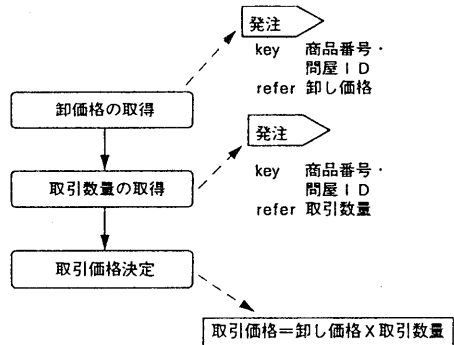 発注
key 商品番号・
問屋ID
refer 卸し価格
卸価格の取得
発注
key 商品番号・
問屋ID
refer 取引数量
取引数量の取得
取引価格決定
取引価格=卸し価格X取引数量